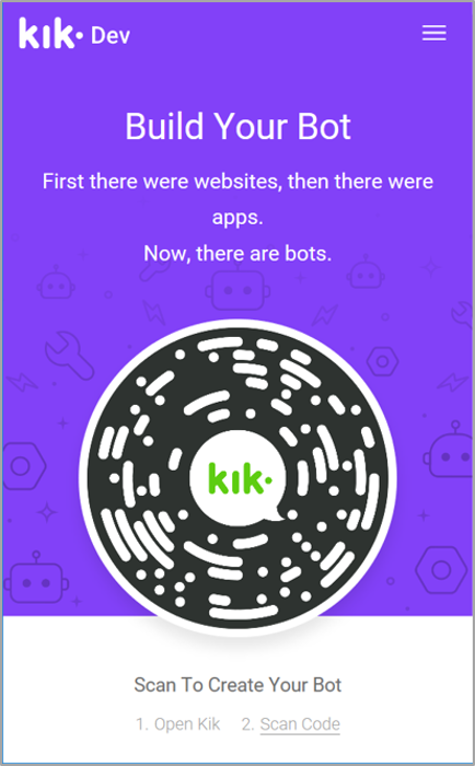 kik· Dev
Build Your Bot
First there were websites, then there were
apps.
Now, there are bots.
kik·
Scan To Create Your Bot
1. Open Kik 2. Scan Code